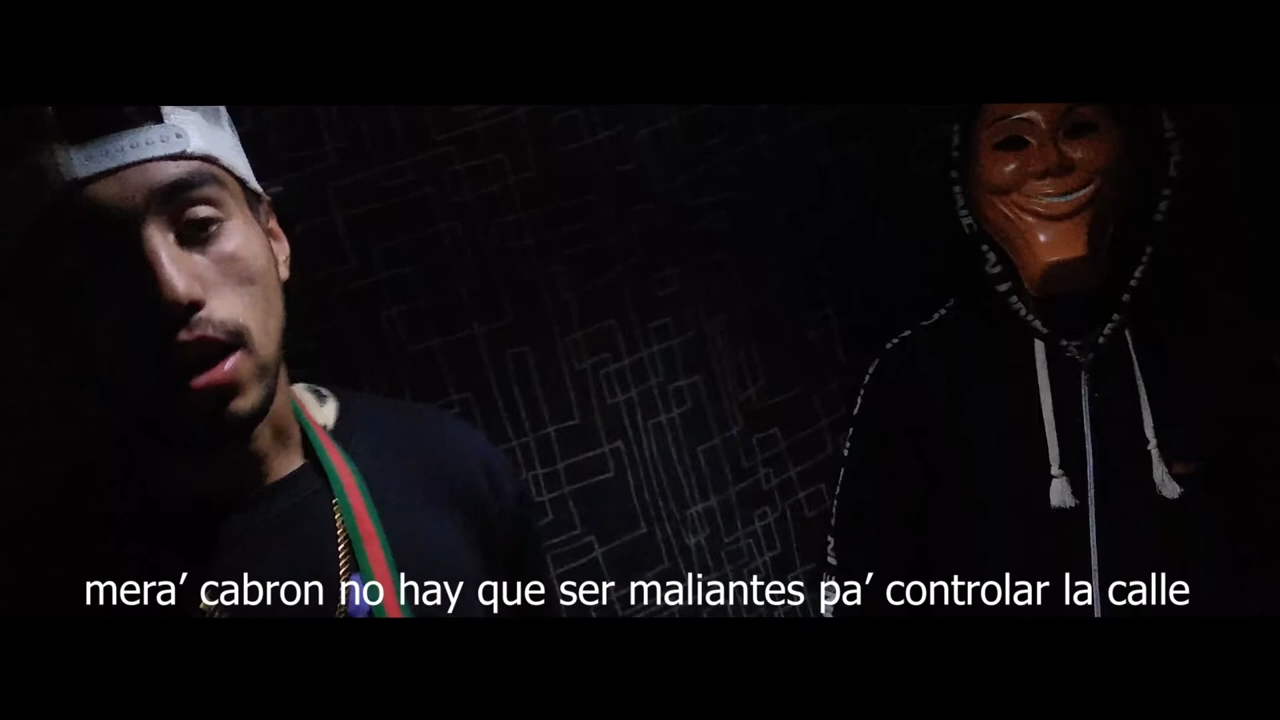 mera’ cabron no hay que ser maliantes pa’ controlar la calle